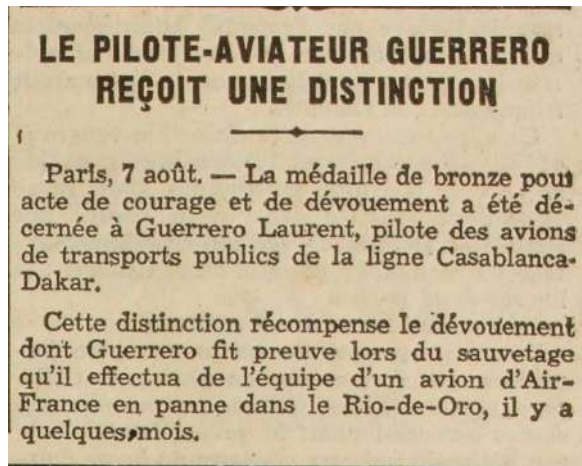 LE PILOTE-AVIATEUR GUERRERO
REÇOIT UNE DISTINCTION
Paris, 7 août. — La médaille de bronze pour
acte de courage et de dévouement a été dé-
cernée à Guerrero Laurent, pilote des avions
de transports publics de la ligne Casablanca-
Dakar.
Cette distinction récompense le dévouement
dont Guerrero fit preuve lors du sauvetage
qu'il effectua de l'équipe d'un avion d'Air-
France en panne dans le Rio-de-Oro, il y a
quelques mois.